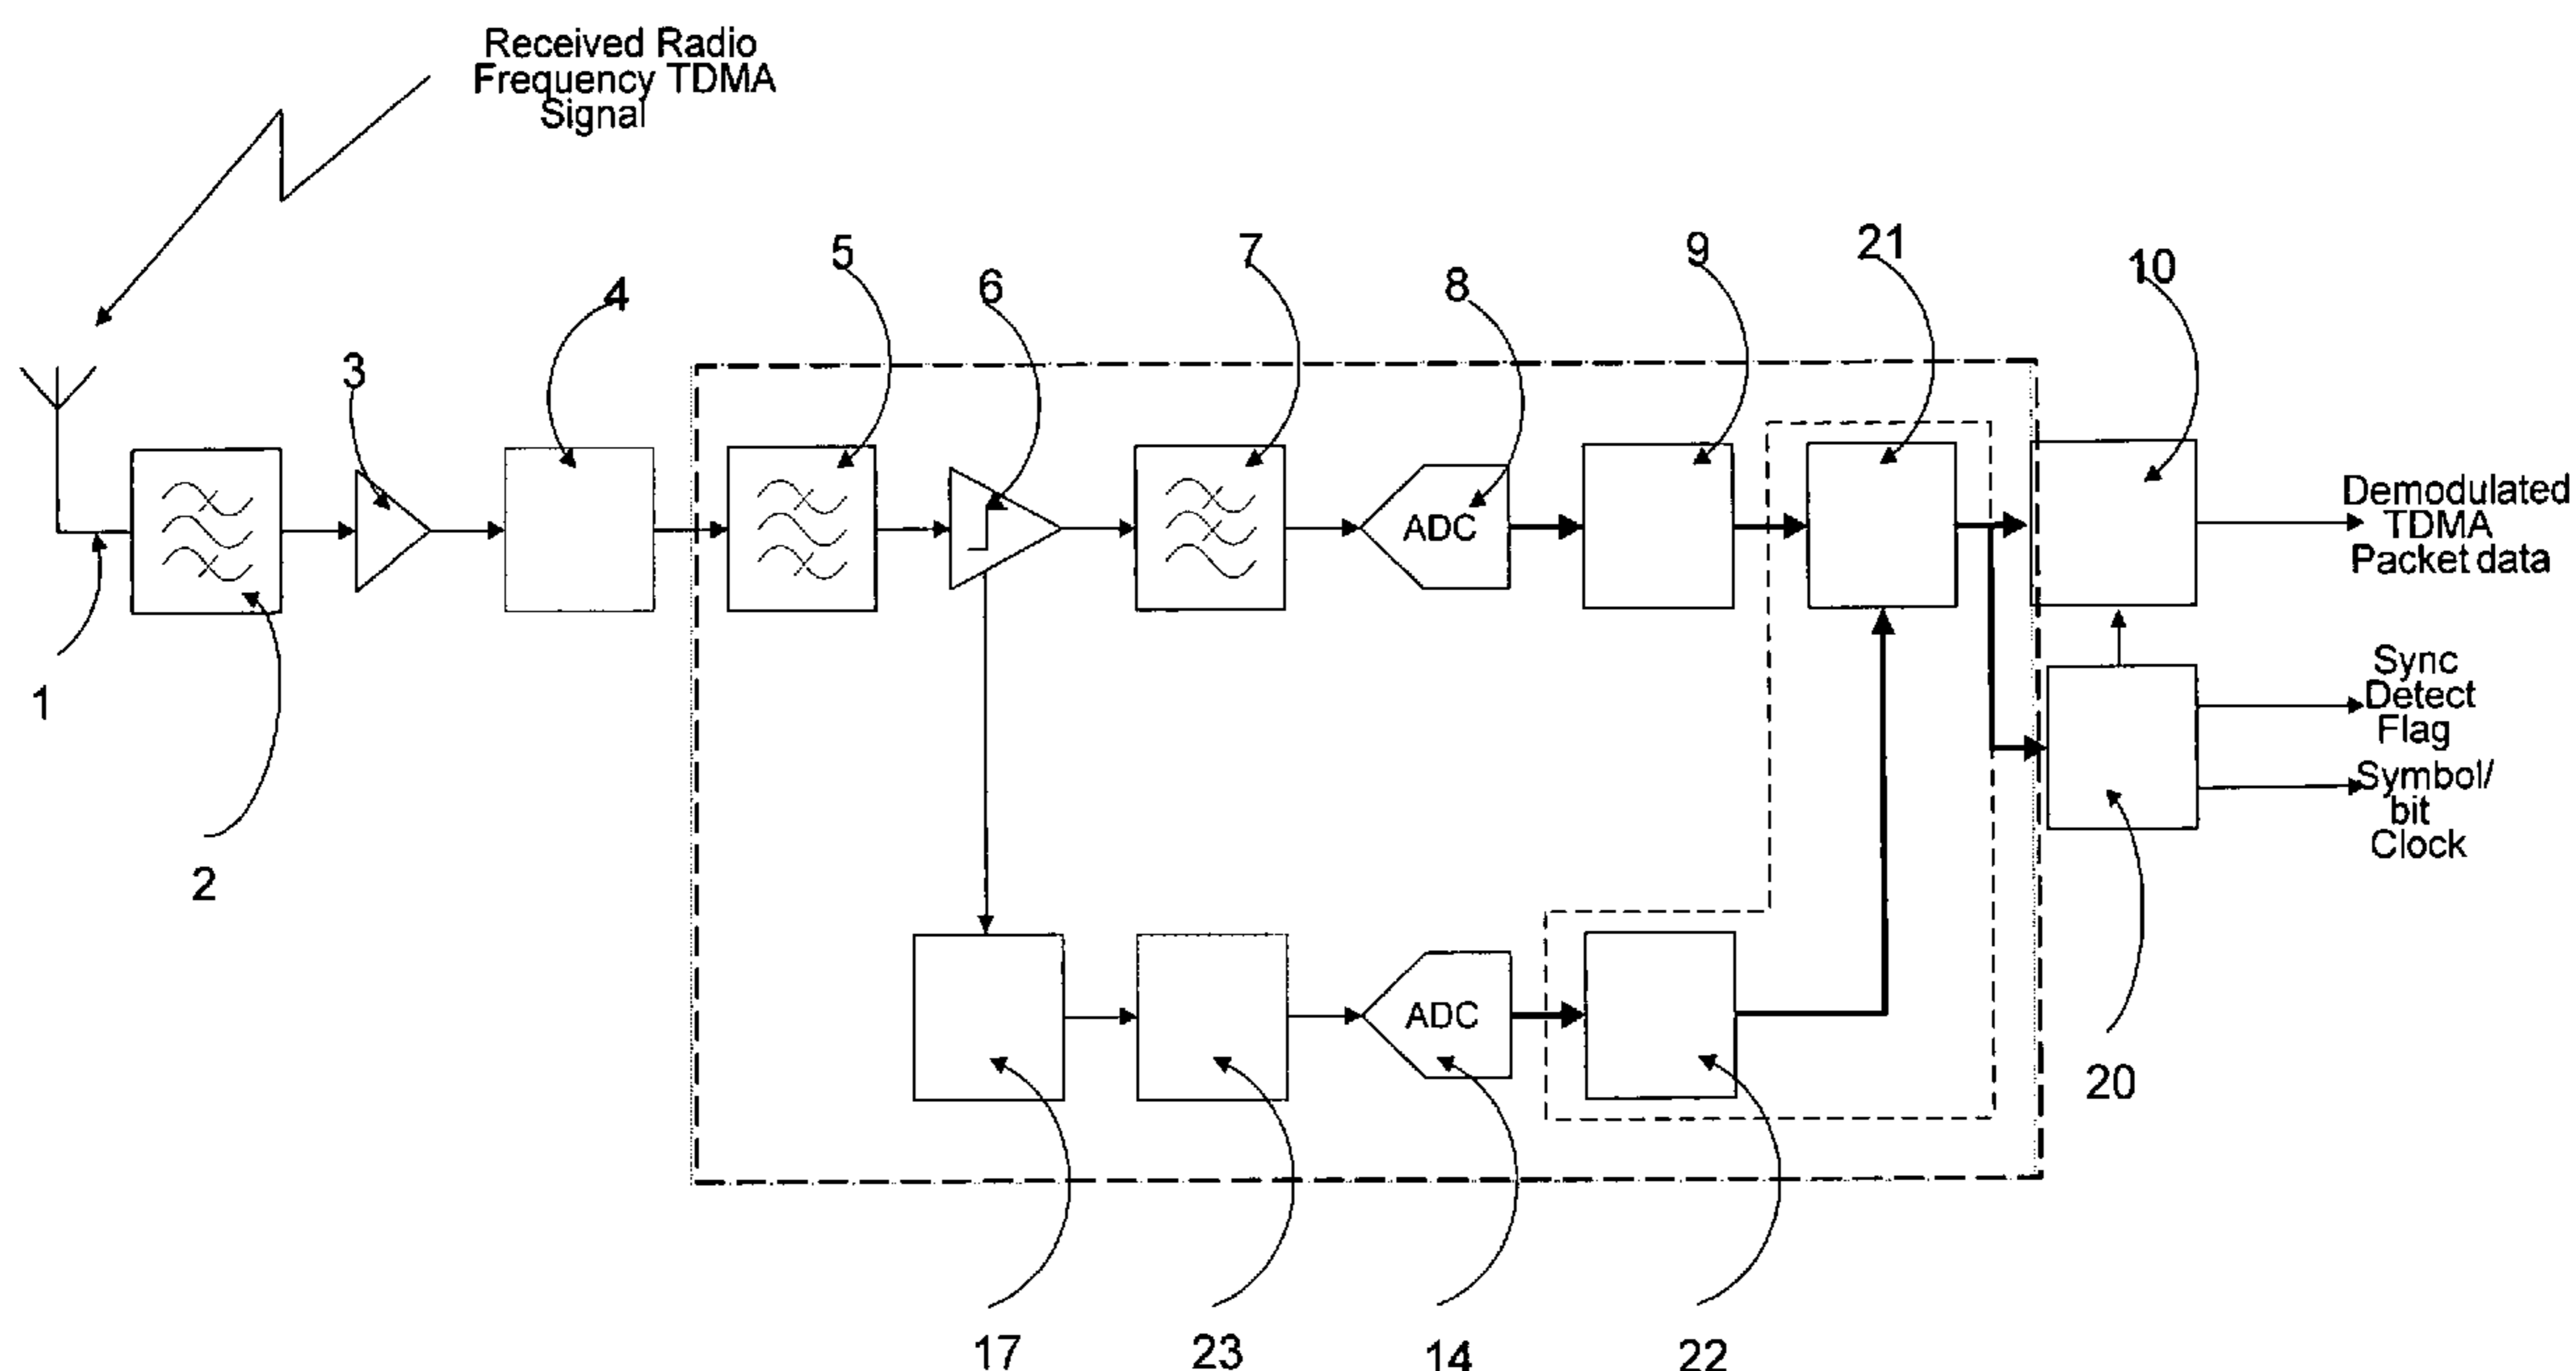 Received Radio
Frequency TDMA
Signal
5
7
9
21
10
4
6
8
3
ADC
Demodulated
TDMA
Packet data
1
Sync
Detect
Flag
Symbol/
bit
Clock
2
ADC
20
17
23
14
22